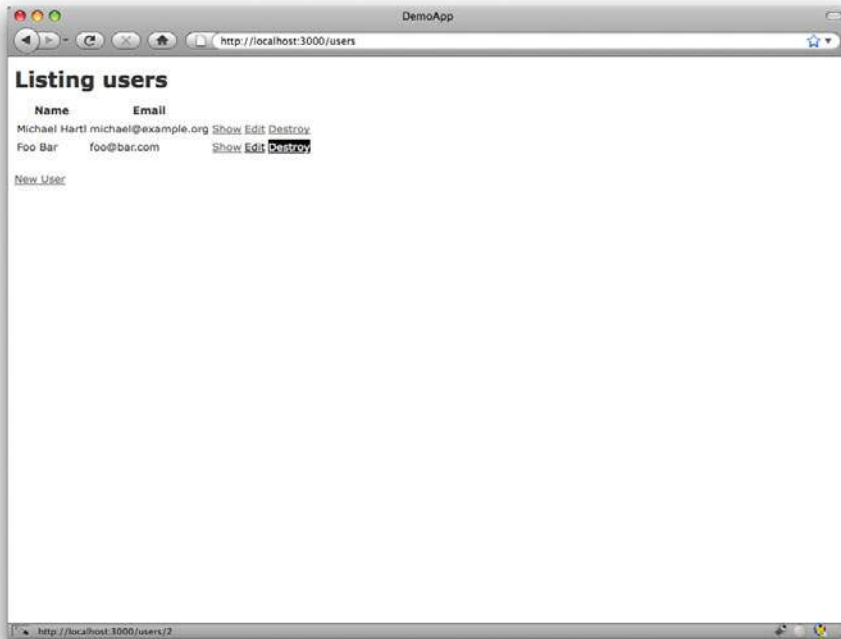 DemoApp
http://localhost:3000/users
Listing users
Name Email
Michael Hartl michael@example.org Show Edit Destroy
Foo Bar foo@bar.com Show Edit Destroy
New User
http://localhost:3000/users/2